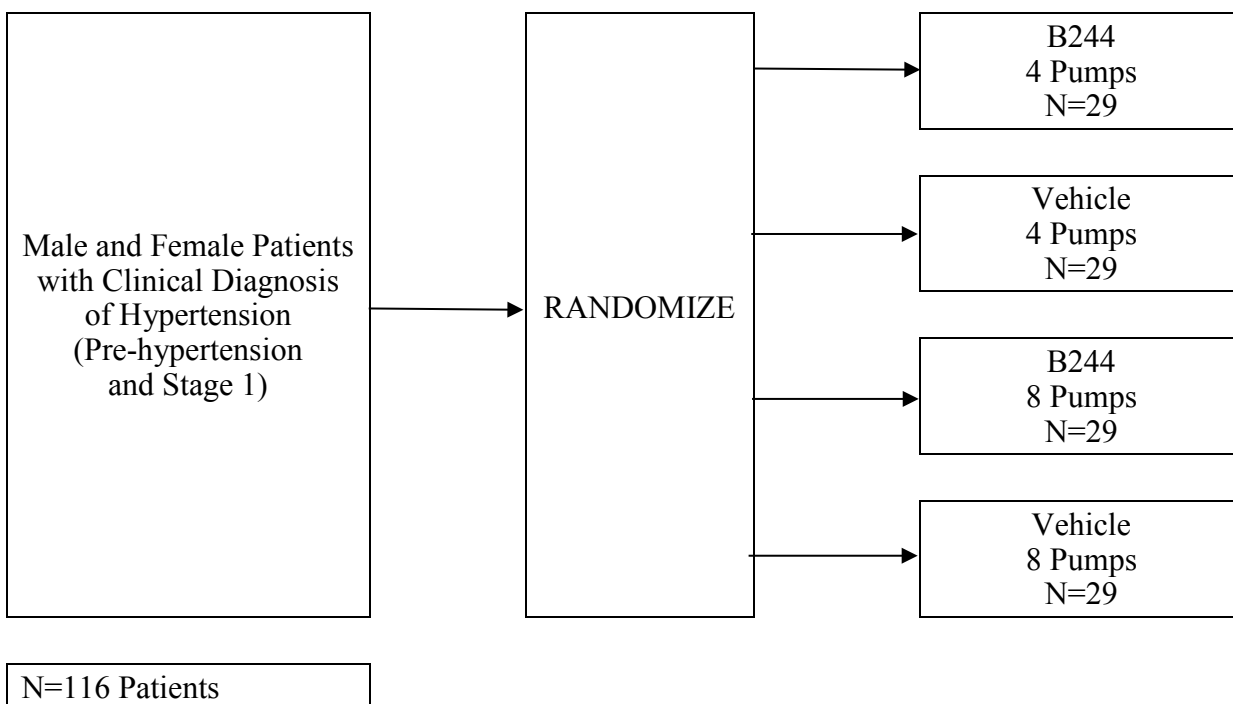 Male and Female Patients
with Clinical Diagnosis
of Hypertension
(Pre-hypertension
and Stage 1)
RANDOMIZE
B244
4 Pumps
N=29
Vehicle
4 Pumps
N=29
B244
8 Pumps
N=29
Vehicle
8 Pumps
N=29
N=116 Patients